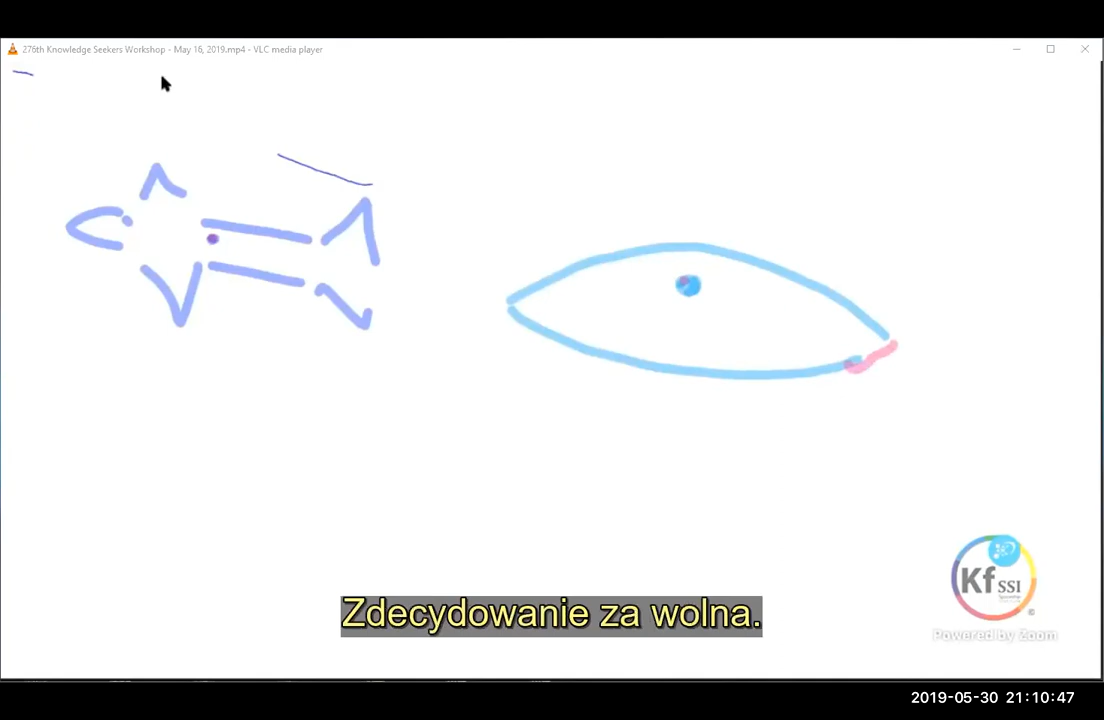 276th Knowledge Seekers Workshop - May 16, 2019.mp4 - VLC media player
Kf SSI
Spaceship
©
Powered by Zoom
Zdecydowanie za wolna.
2019-05-30 21:10:47